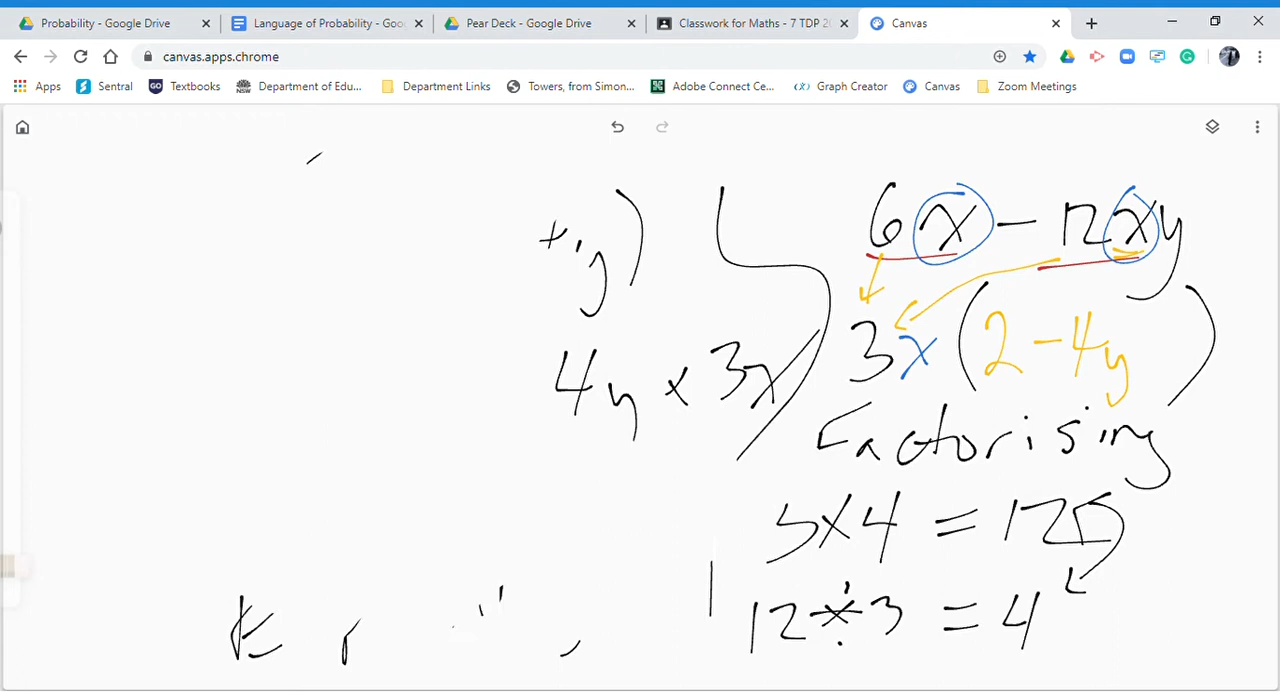 Probability - Google Drive
Language of Probability - Goo
Pear Deck - Google Drive
Classwork for Maths - 7 TDP 20
Canvas
canvas.apps.chrome
Apps
Sentral
GO Textbooks
Department of Edu...
Department Links
Towers, from Simon...
Adobe Connect Ce...
(x) Graph Creator
Canvas
Zoom Meetings
+ y)
4y x 3x
6x - 12xy
3x (2 - 4y)
Factorising
3x4 = 12
12 ÷ 3 = 4